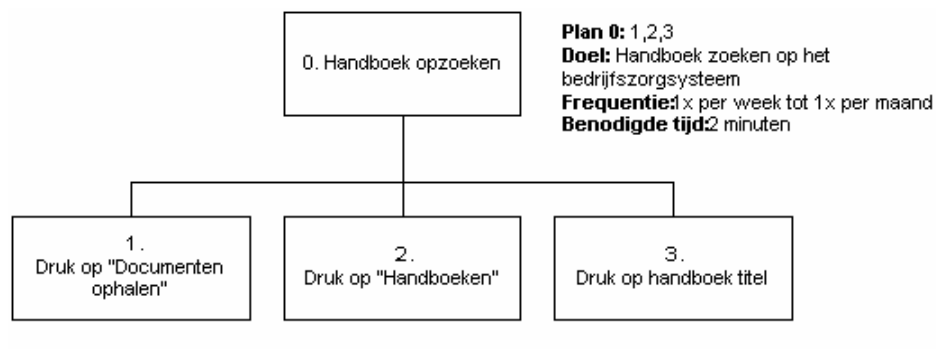 0. Handboek opzoeken
Plan 0: 1,2,3
Doel: Handboek zoeken op het
bedrijfszorgsysteem
Frequentie:1x per week tot 1x per maand
Benodigde tijd:2 minuten
1.
Druk op "Documenten
ophalen"
2.
Druk op "Handboeken"
3.
Druk op handboek titel